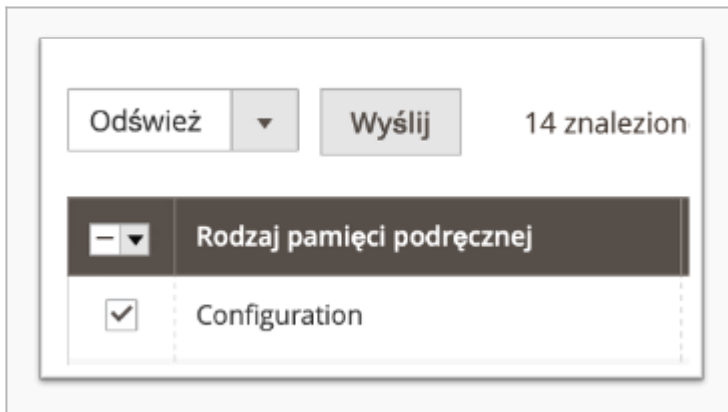 Odśwież
Wyślij
14 znalezion
Rodzaj pamięci podręcznej
Configuration